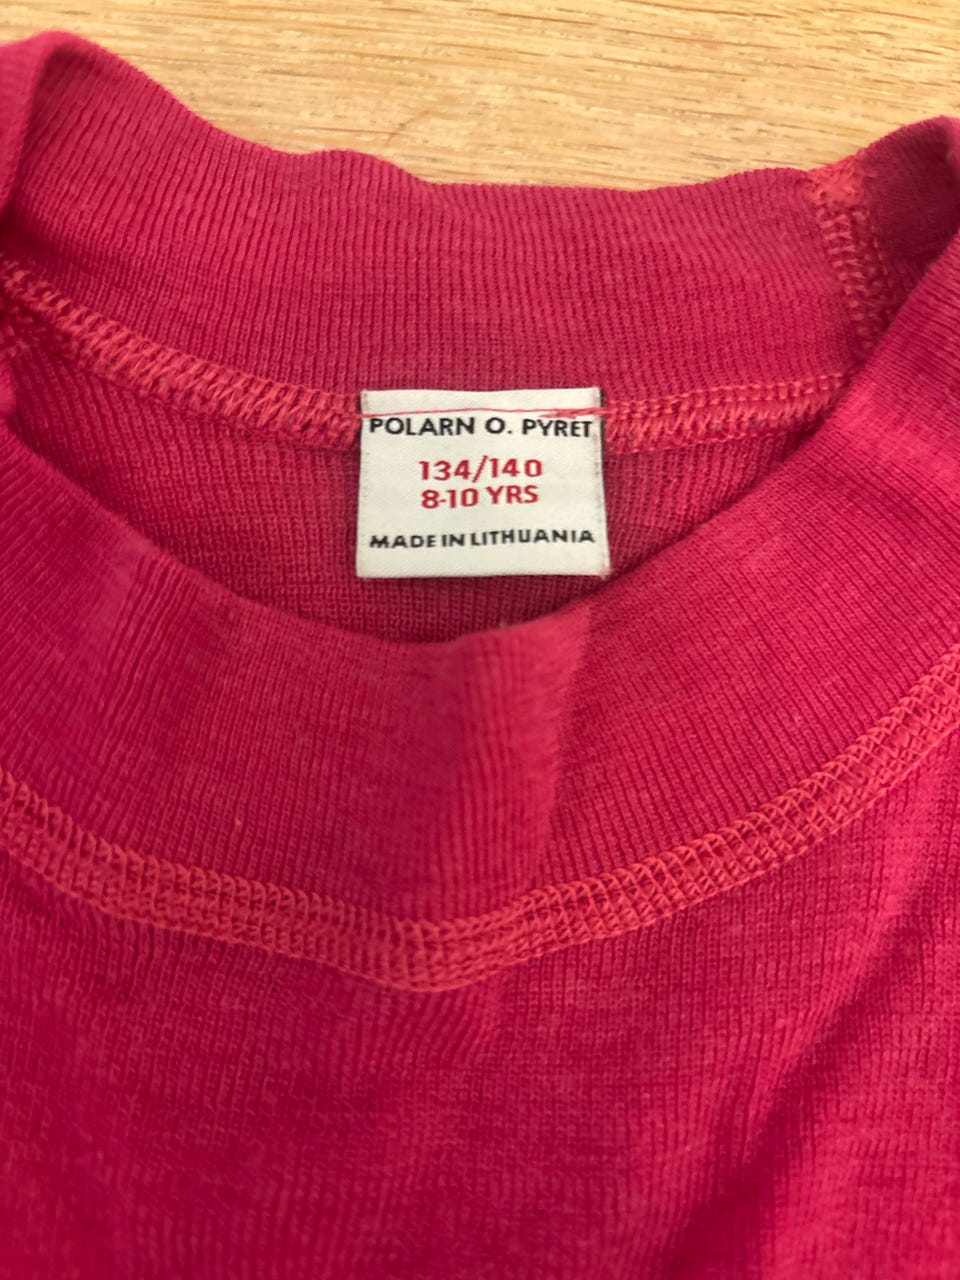 POLARN O. PYRET
134/140
8-10 YRS
MADE IN LITHUANIA